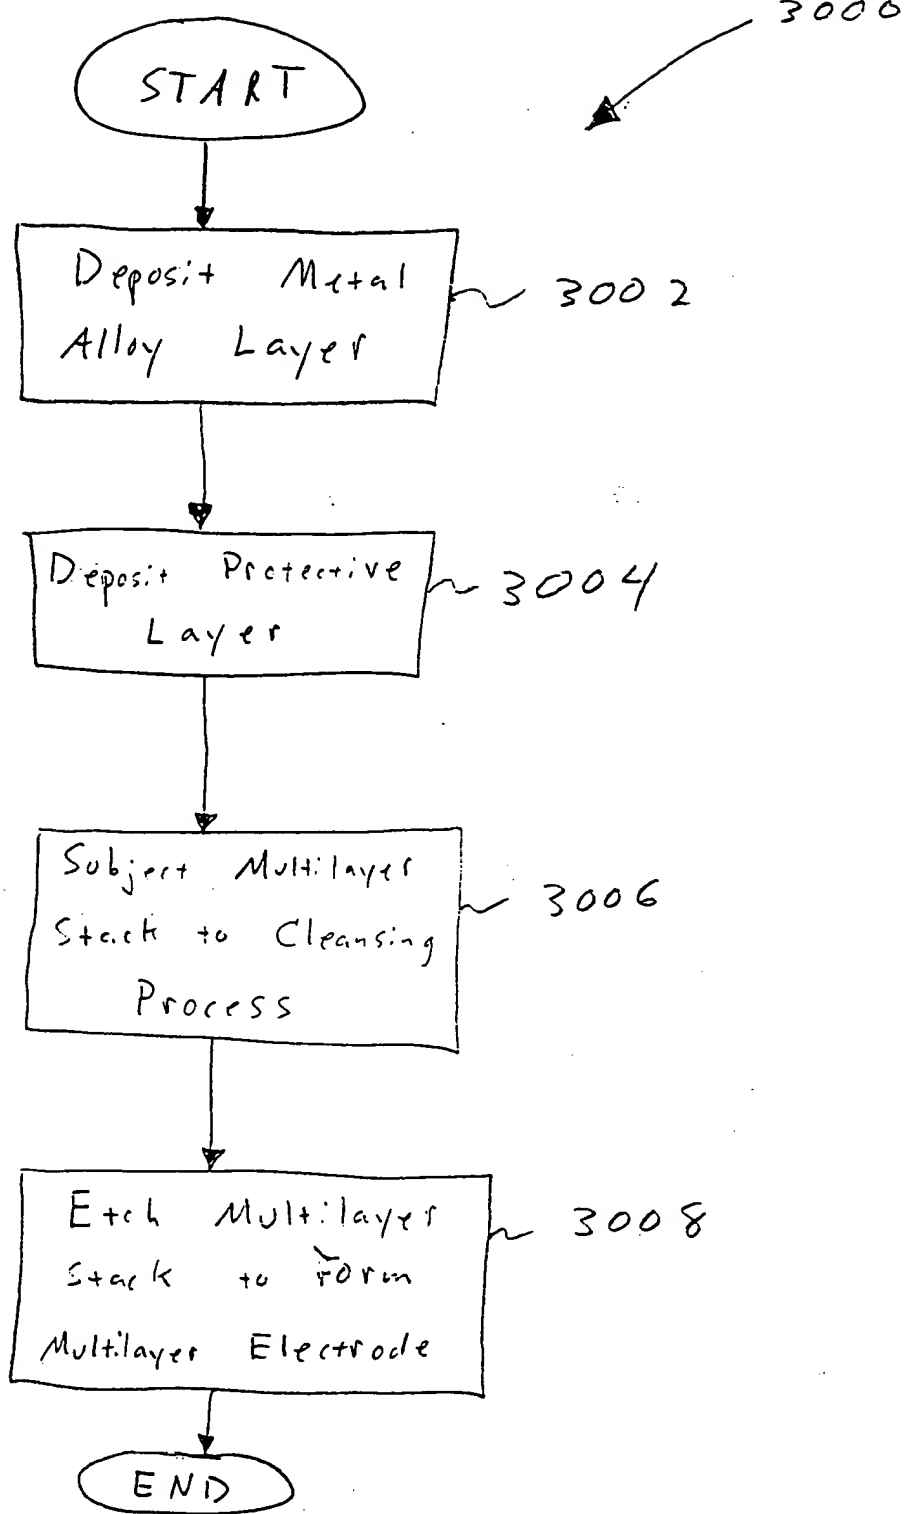 3000
START
Deposit Metal
Alloy Layer
3002
Deposit Protective
Layer
3004
Subject Multilayer
Stack to Cleansing
Process
3006
Etch Multilayer
Stack to Form
Multilayer Electrode
3008
END